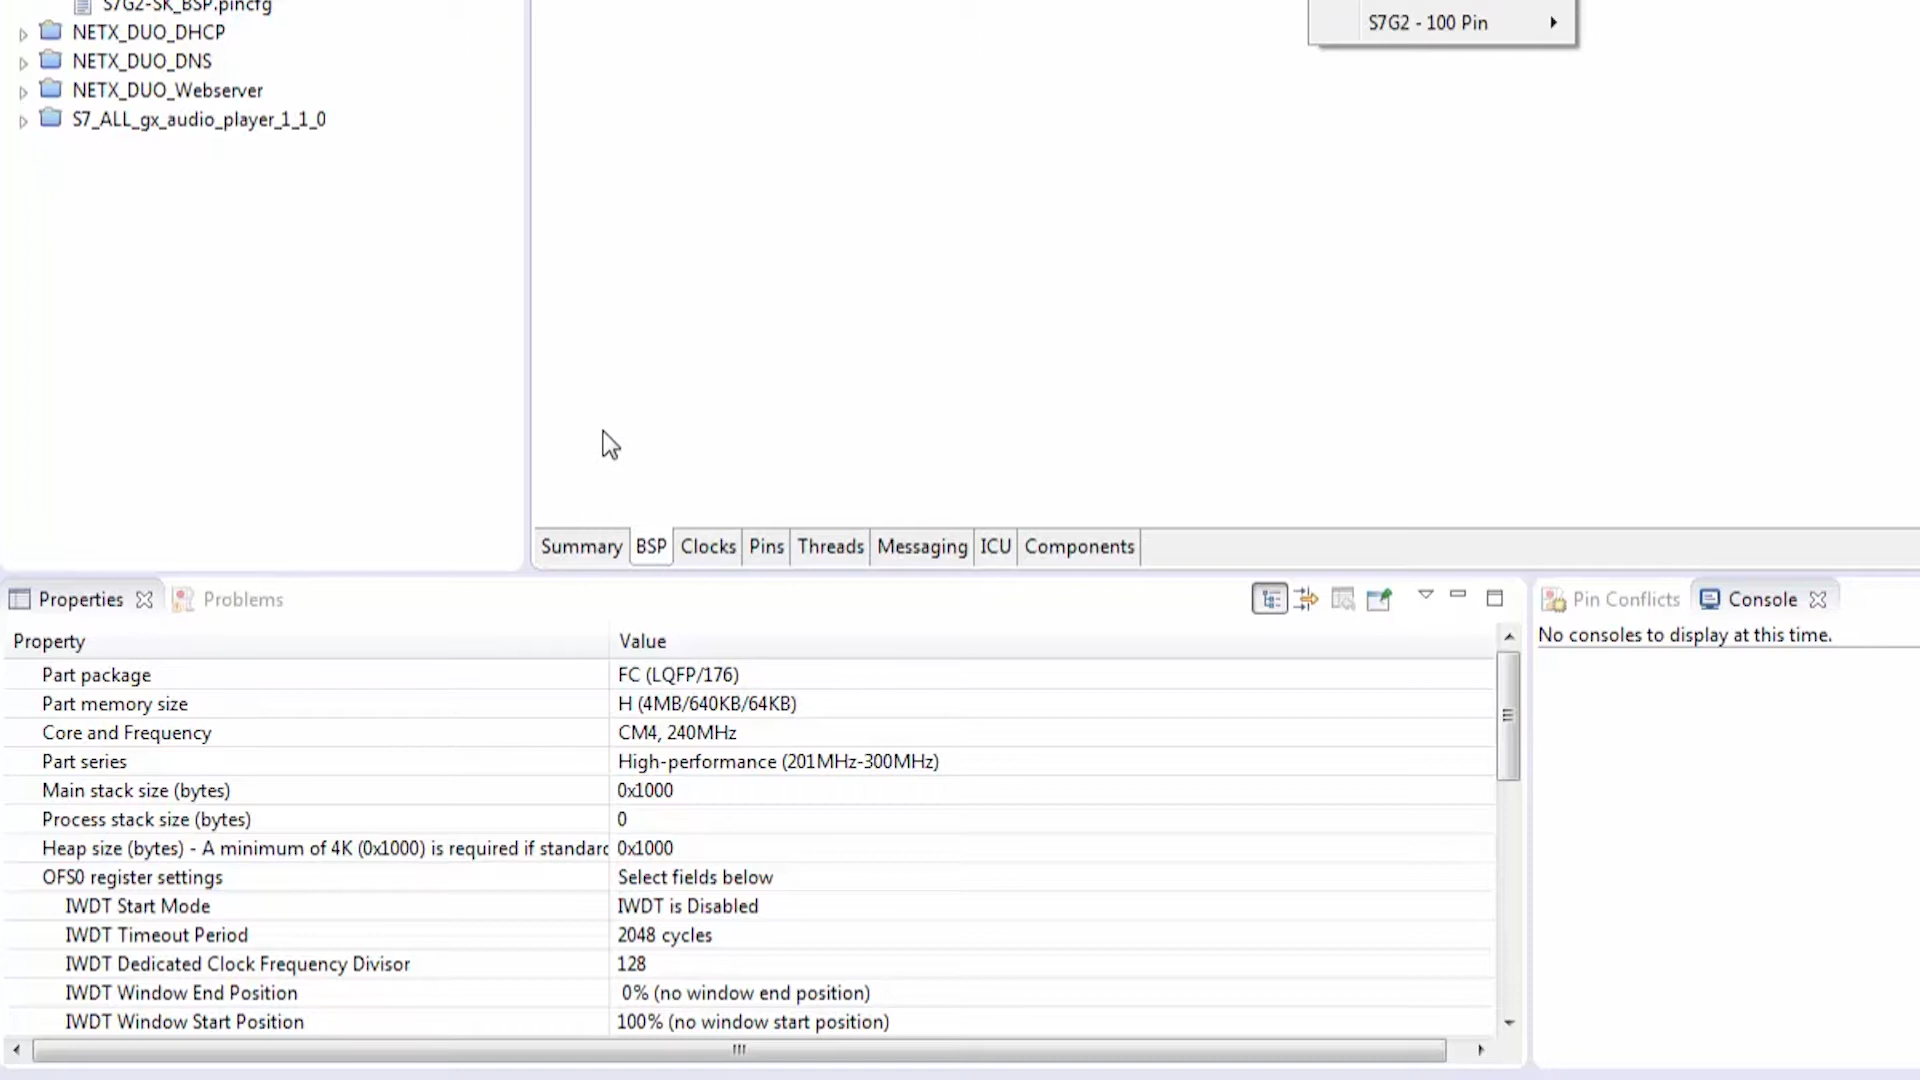 S7G2-SK_BSP.pincfg
NETX_DUO_DHCP
NETX_DUO_DNS
NETX_DUO_Webserver
S7_ALL_gx_audio_player_1_1_0
S7G2 - 100 Pin
Summary BSP Clocks Pins Threads Messaging ICU Components
Properties Problems
Property Value
Part package FC (LQFP/176)
Part memory size H (4MB/640KB/64KB)
Core and Frequency CM4, 240MHz
Part series High-performance (201MHz-300MHz)
Main stack size (bytes) 0x1000
Process stack size (bytes) 0
Heap size (bytes) - A minimum of 4K (0x1000) is required if standard 0x1000
OFS0 register settings Select fields below
IWDT Start Mode IWDT is Disabled
IWDT Timeout Period 2048 cycles
IWDT Dedicated Clock Frequency Divisor 128
IWDT Window End Position 0% (no window end position)
IWDT Window Start Position 100% (no window start position)
Pin Conflicts Console
No consoles to display at this time.